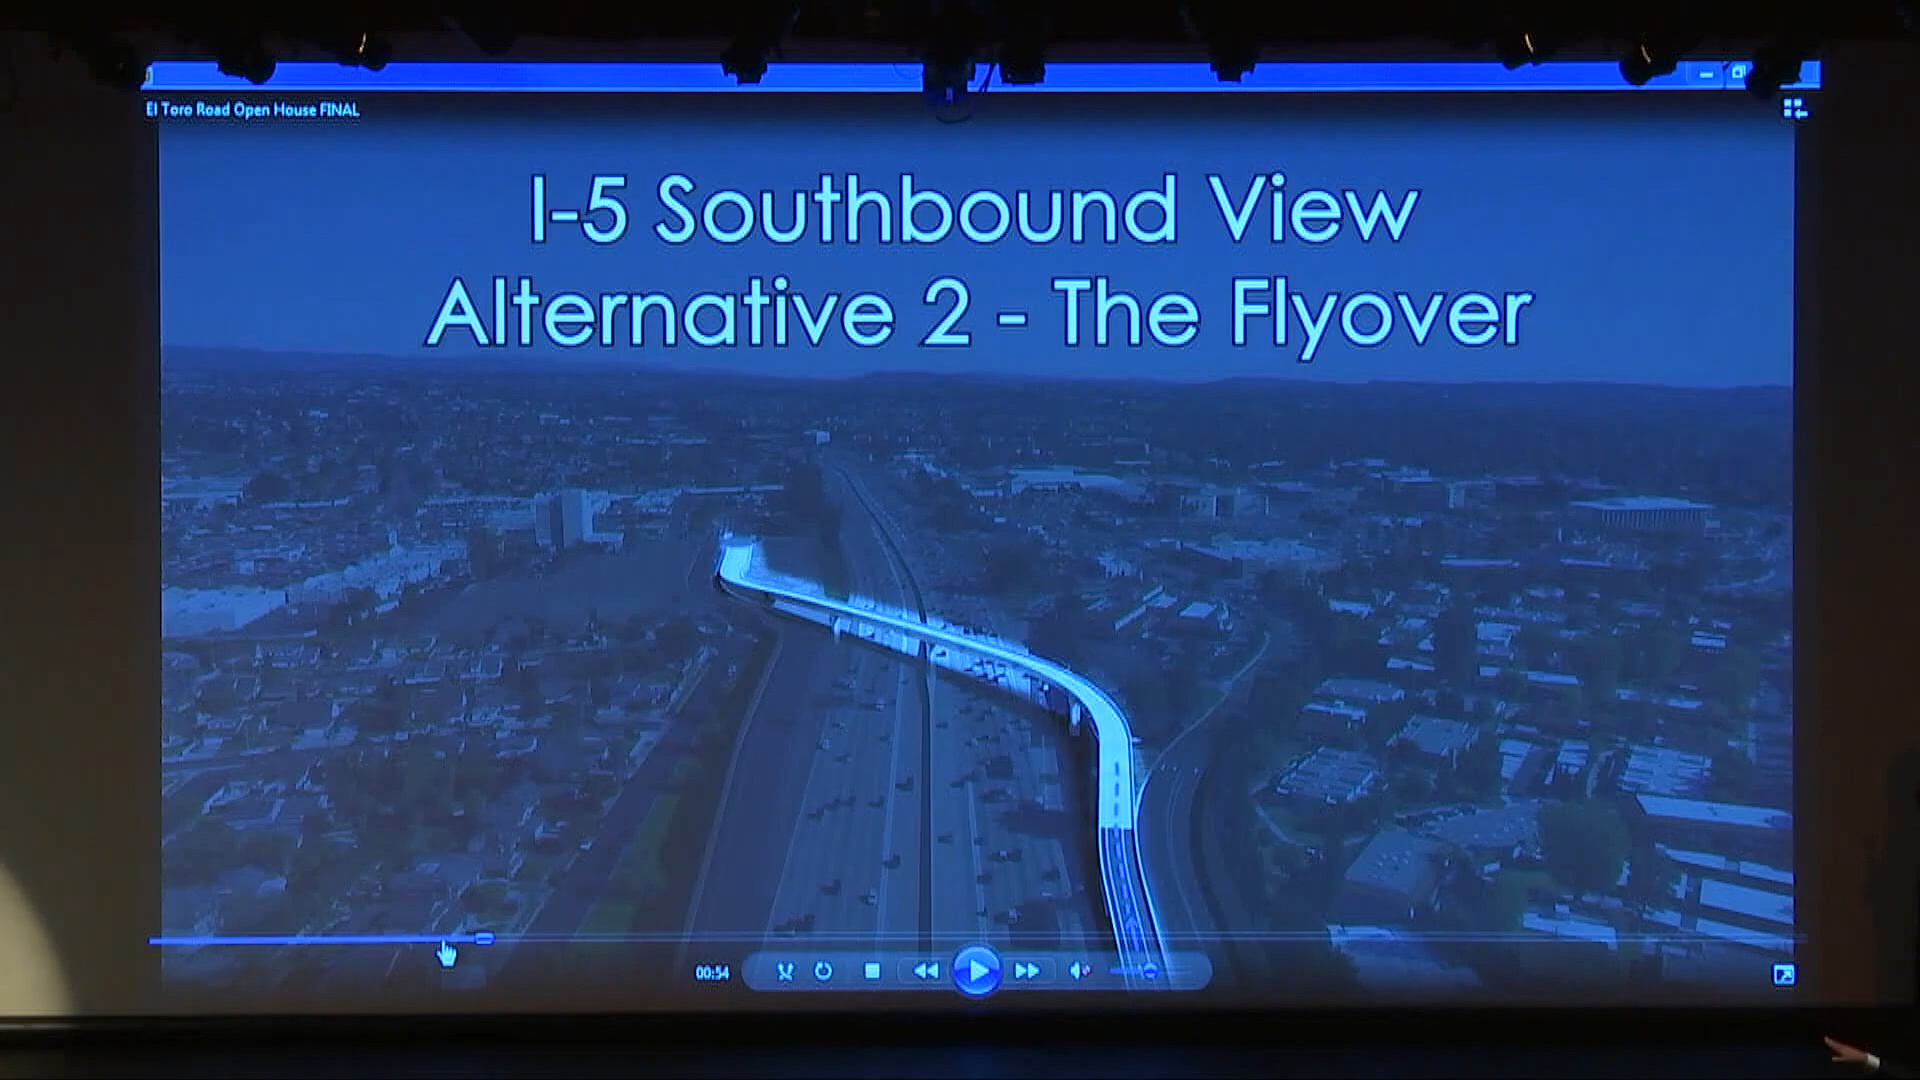 El Toro Road Open House FINAL
I-5 Southbound View
Alternative 2 - The Flyover
00:54